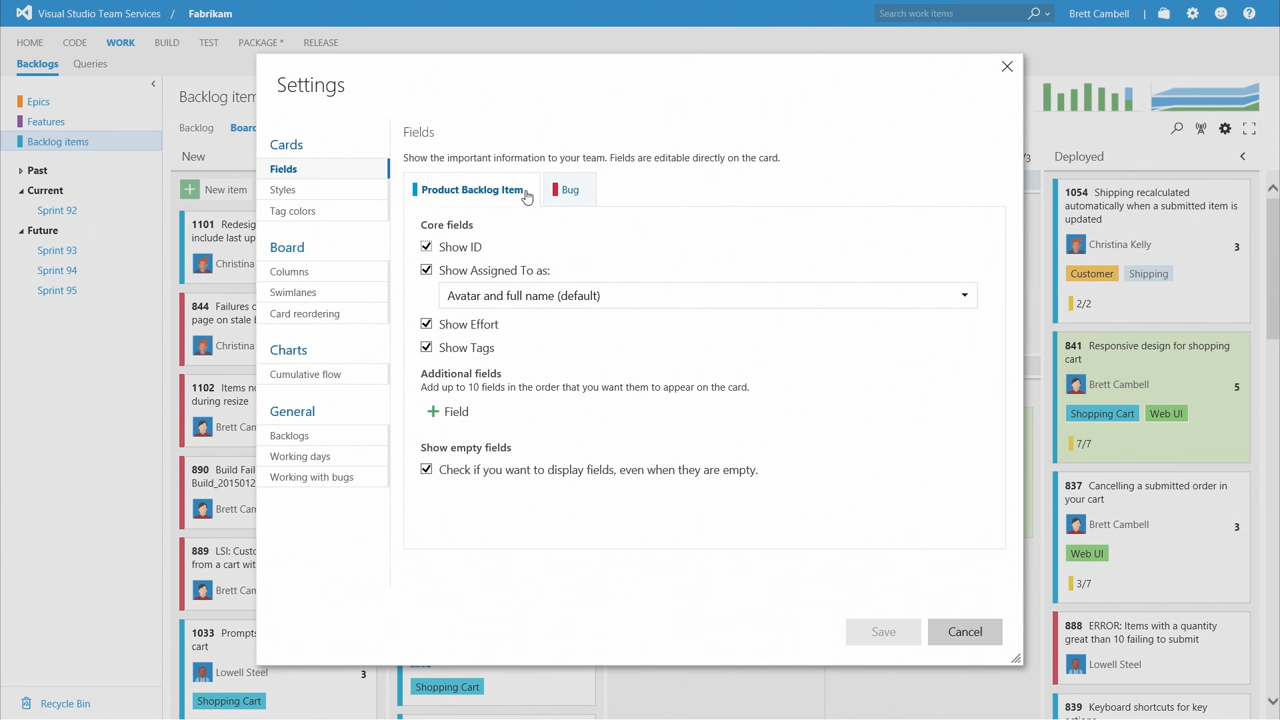 Visual Studio Team Services / Fabrikam
Search work items
Brett Cambell
HOME CODE WORK BUILD TEST PACKAGE * RELEASE
Backlogs Queries
Epics
Features
Backlog items
Past
Current
Sprint 92
Future
Sprint 93
Sprint 94
Sprint 95
Recycle Bin
Backlog item
Backlog Boar
New
New item
1101 Redesig
include last up
Christina
844 Failures c
page on stale b
Christina
1102 Items no
during resize
Brett Cam
890 Build Fail
Build_2015012
Brett Cam
889 LSI: Custo
from a cart wit
Brett Cam
1033 Prompts
cart
Lowell Steel 3
Shopping Cart
Shopping Cart
Settings
Cards
Fields
Styles
Tag colors
Board
Columns
Swimlanes
Card reordering
Charts
Cumulative flow
General
Backlogs
Working days
Working with bugs
Fields
Show the important information to your team. Fields are editable directly on the card.
Product Backlog Item Bug
Core fields
Show ID
Show Assigned To as:
Avatar and full name (default)
Show Effort
Show Tags
Additional fields
Add up to 10 fields in the order that you want them to appear on the card.
+ Field
Show empty fields
Check if you want to display fields, even when they are empty.
Save Cancel
/3
Deployed
1054 Shipping recalculated
automatically when a submitted item is
updated
Christina Kelly 3
Customer Shipping
2/2
841 Responsive design for shopping
cart
Brett Cambell 5
Shopping Cart Web UI
7/7
837 Cancelling a submitted order in
your cart
Brett Cambell 3
Web UI
3/7
888 ERROR: Items with a quantity
great than 10 failing to submit
Lowell Steel
839 Keyboard shortcuts for key